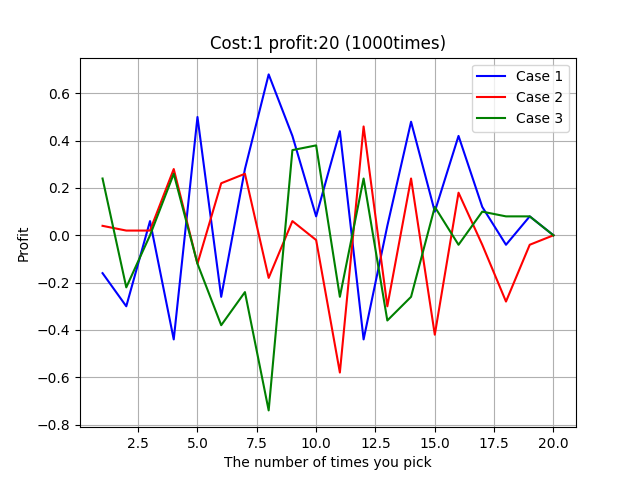 Cost:1 profit:20 (1000times)
Case 1
Case 2
Case 3
Profit
0.6
0.4
0.2
0.0
−0.2
−0.4
−0.6
−0.8
2.5 5.0 7.5 10.0 12.5 15.0 17.5 20.0
The number of times you pick